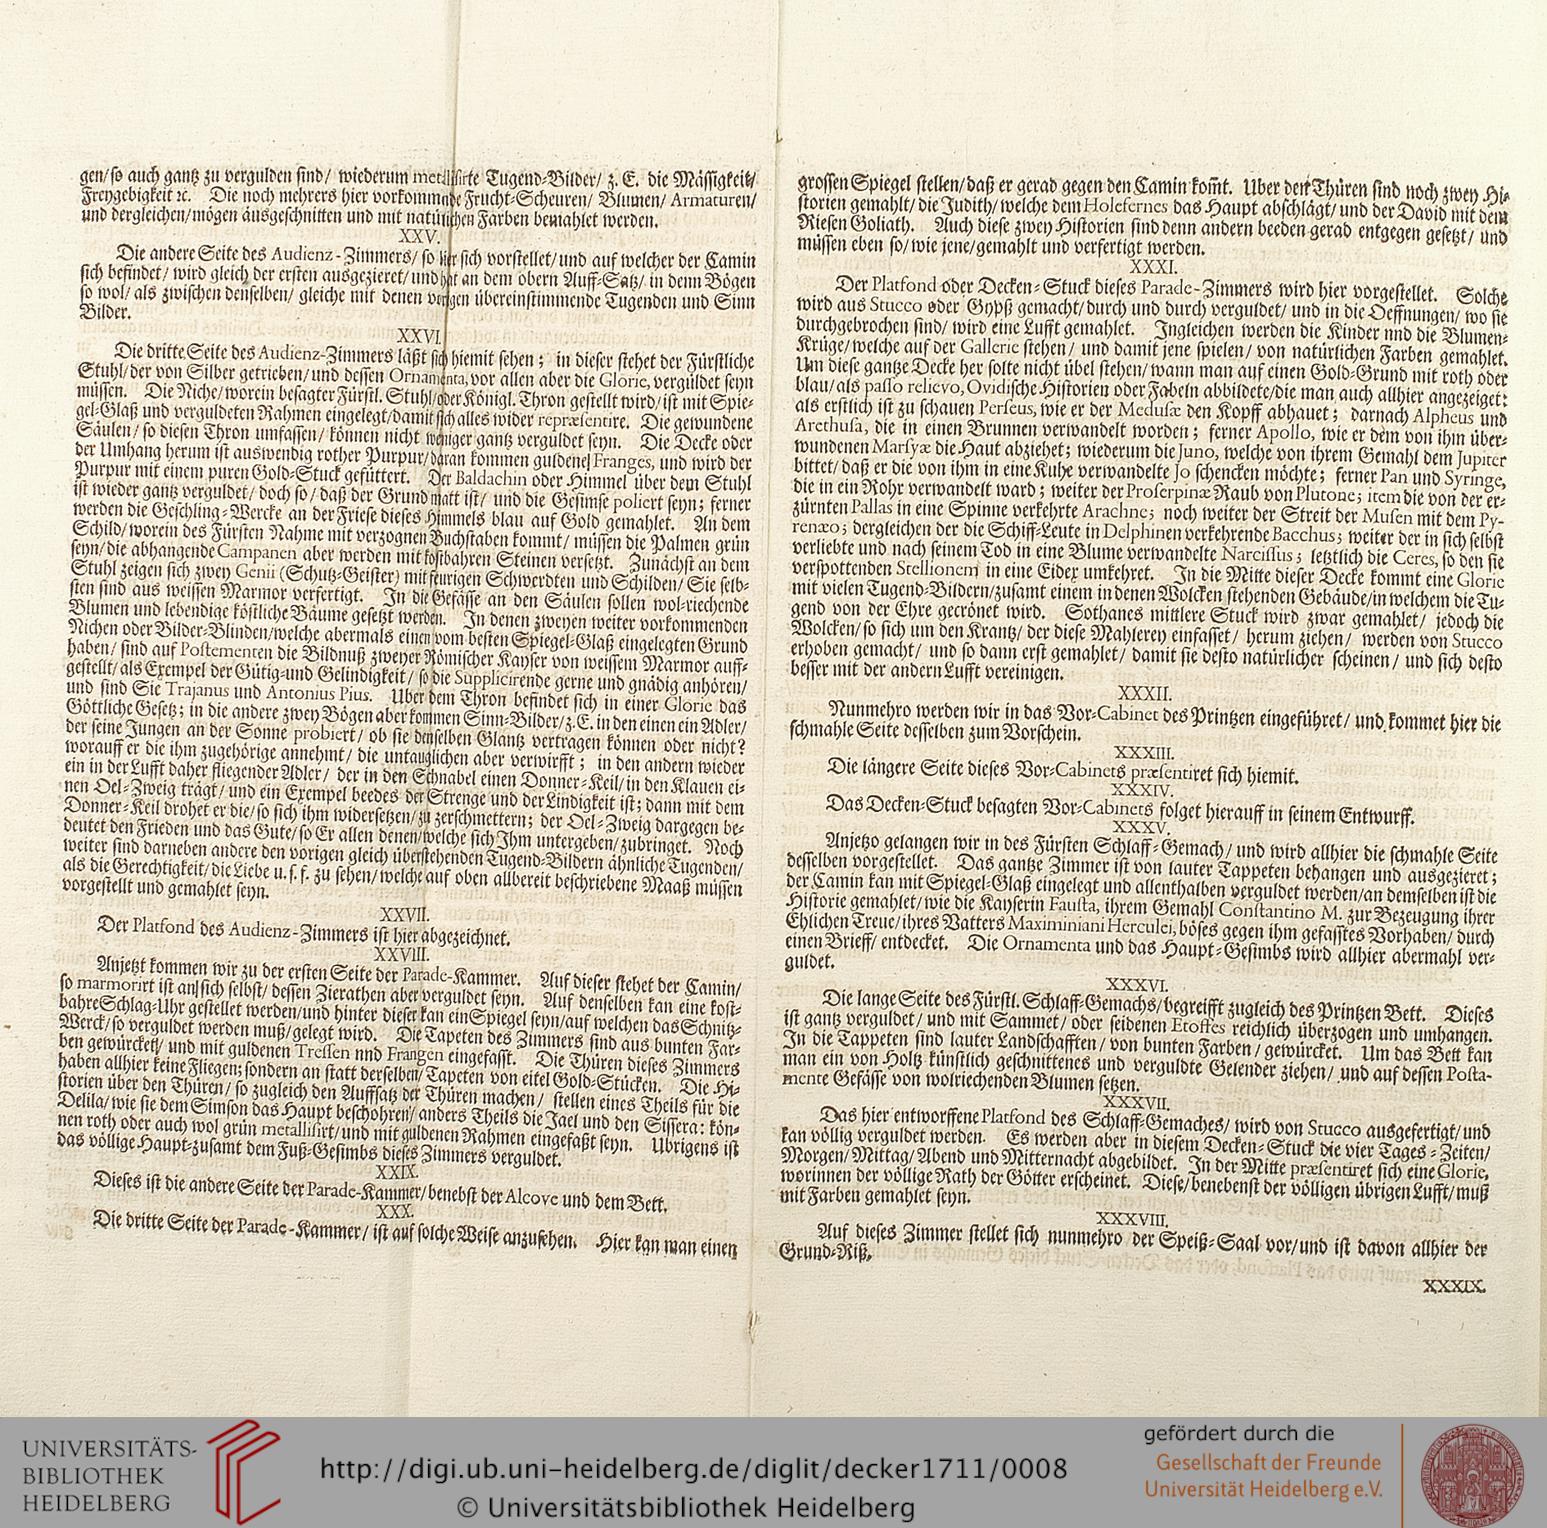 gen/ so auch gantz zu vergulden sind/ wiederum metallisirte Tugend-Bilder/ z. E. die Mässigkeit/
Freygebigkeit ꝛc. Die noch mehrers hier vorkommende Frucht-Scheuren/ Blumen/ Armaturen/
und dergleichen/ mögen ausgeschnitten und mit natürlichen Farben bemahlet werden.
XXV.
Die andere Seite des Audienz-Zimmers/ so hier sich vorstellet/ und auf welcher der Camin
sich befindet/ wird gleich der ersten ausgezieret/ und hat an dem obern Auff-Satz/ in denn Bögen
so wol/ als zwischen denselben/ gleiche mit denen vorigen übereinstimmende Tugenden und Sinn
Bilder.
XXVI.
Die dritte Seite des Audienz-Zimmers läßt sich hiemit sehen; in dieser stehet der Fürstliche
Stuhl/ der von Silber getrieben/ und dessen Ornamenta, vor allen aber die Glorie, verguldet seyn
müssen. Die Niche/ worein besagter Fürstl. Stuhl/ oder Königl. Thron gestellt wird/ ist mit Spie-
gel-Glaß und verguldeten Rahmen eingelegt/ damit sich alles wider repræsentire. Die gewundene
Säulen/ so diesen Thron umfassen/ können nicht weniger gantz verguldet seyn. Die Decke oder
der Umhang herum ist auswendig rother Purpur/ daran kommen guldene Franges, und wird der
Purpur mit einem puren Gold-Stuck gefüttert. Der Baldachin oder Himmel über dem Stuhl
ist wieder gantz verguldet/ doch so/ daß der Grund matt ist/ und die Gesimse poliert seyn; ferner
werden die Geschling-Wercke an der Friese dieses Himmels blau auf Gold gemahlet. An dem
Schild/ worein des Fürsten Nahme mit verzognen Buchstaben kommt/ müssen die Palmen grün
seyn/ die abhangende Campanen aber werden mit kostbahren Steinen versetzt. Zunächst an dem
Stuhl zeigen sich zwey Genii (Schutz-Geister) mit feurigen Schwerdten und Schilden/ Sie selb-
sten sind aus weissen Marmor verfertigt. In die Gefässe an den Säulen sollen wol-riechende
Blumen und lebendige köstliche Bäume gesetzt werden. In denen zweyen weiter vorkommenden
Nichen oder Bilder-Blinden/ welche abermals einen vom besten Spiegel-Glaß eingelegten Grund
haben/ sind auf Postementen die Bildnuß zweyer Römischer Kayser von weissem Marmor auff-
gestellt/ als Exempel der Gütig-und Gelindigkeit/ so die Supplicirende gerne und gnädig anhören/
und sind Sie Trajanus und Antonius Pius. Uber dem Thron befindet sich in einer Glorie das
Göttliche Gesetz; in die andere zwey Bögen aber kommen Sinn-Bilder/ z. E. in den einen ein Adler/
der seine Jungen an der Sonne probiert/ ob sie denselben Glantz vertragen können oder nicht?
worauff er die ihm zugehörige annehmt/ die untauglichen aber verwirfft; in den andern wieder
ein in der Lufft daher fliegender Adler/ der in den Schnabel einen Donner-Keil/ in den Klauen ei-
nen Oel-Zweig trägt/ und ein Exempel beedes der Strenge und der Lindigkeit ist; dann mit dem
Donner-Keil drohet er die/ so sich ihm widersetzen/ zu zerschmettern; der Oel-Zweig dargegen be-
deutet den Frieden und das Gute/ so Er allen denen/ welche sich Ihm untergeben/ zubringet. Noch
weiter sind darneben andere den vorigen gleich überstehenden Tugend-Bildern ähnliche Tugenden/
als die Gerechtigkeit/ die Liebe u. s. f. zu sehen/ welche auf oben allbereit beschriebene Maaß müssen
vorgestellt und gemahlet seyn.
XXVII.
Der Platfond des Audienz-Zimmers ist hier abgezeichnet.
XXVIII.
Anjetzt kommen wir zu der ersten Seite der Parade-Kammer. Auf dieser stehet der Camin/
so marmorirt ist an sich selbst/ dessen Zierathen aber verguldet seyn. Auf denselben kan eine kost-
bahre Schlag-Uhr gestellet werden/ und hinter dieser kan ein Spiegel seyn/ auf welchen das Schnitz-
Werck/ so verguldet werden muß/ gelegt wird. Die Tapeten des Zimmers sind aus bunten Far-
ben gewürcket/ und mit guldenen Tressen nnd Frangen eingefasst. Die Thüren dieses Zimmers
haben allhier keine Fliegen; sondern an statt derselben/ Tapeten von eitel Gold-Stücken. Die Hi-
storien über den Thüren/ so zugleich den Auffsatz der Thüren machen/ stellen eines Theils für die
Delila/ wie sie dem Simson das Haupt beschohren/ anders Theils die Jael und den Sissera: kön-
nen roth oder auch wol grün metallisirt/ und mit guldenen Rahmen eingefaßt seyn. Ubrigens ist
das völlige Haupt-zusamt dem Fuß-Gesimbs dieses Zimmers verguldet.
XXIX.
Dieses ist die andere Seite der Parade-Kammer/ benebst der Alcove und dem Bett.
XXX.
Die dritte Seite der Parade-Kammer/ ist auf solche Weise anzusehen. Hier kan man einen
grossen Spiegel stellen/ daß er gerad gegen den Camin kom̃t. Uber den Thüren sind noch zwey Hi-
storien gemahlt/ die Judith/ welche dem Holefernes das Haupt abschlägt/ und der David mit dem
Riesen Goliath. Auch diese zwey Historien sind denn andern beeden gerad entgegen gesetzt/ und
müssen eben so/ wie jene/ gemahlt und verfertigt werden.
XXXI.
Der Platfond oder Decken-Stuck dieses Parade-Zimmers wird hier vorgestellet. Solche
wird aus Stucco oder Gypß gemacht/ durch und durch verguldet/ und in die Oeffnungen/ wo sie
durchgebrochen sind/ wird eine Lufft gemahlet. Jngleichen werden die Kinder nnd die Blumen-
Krüge/ welche auf der Gallerie stehen/ und damit jene spielen/ von natürlichen Farben gemahlet.
Um diese gantze Decke her solte nicht übel stehen/ wann man auf einen Gold-Grund mit roth oder
blau/ als passo relievo, Ovidische Historien oder Fabeln abbildete/ die man auch allhier angezeiget:
als erstlich ist zu schauen Perseus, wie er der Medusæ den Kopff abhauet; darnach Alpheus und
Arethusa, die in einen Brunnen verwandelt worden; ferner Apollo, wie er dem von ihm über-
wundenen Marsyæ die Haut abziehet; wiederum die Juno, welche von ihrem Gemahl dem Jupiter
bittet/ daß er die von ihm in eine Kuhe verwandelte Jo schencken möchte; ferner Pan und Syringe,
die in ein Rohr verwandelt ward; weiter der Proserpinæ Raub von Plutone; item die von der er-
zürnten Pallas in eine Spinne verkehrte Arachne; noch weiter der Streit der Musen mit dem Py-
renæo; dergleichen der die Schiff-Leute in Delphinen verkehrende Bacchus; weiter der in sich selbst
verliebte und nach seinem Tod in eine Blume verwandelte Narcissus; letztlich die Ceres, so den sie
verspottenden Stellionem in eine Eidex umkehret. Jn die Mitte dieser Decke kommt eine Glorie
mit vielen Tugend-Bildern/ zusamt einem in denen Wolcken stehenden Gebäude/ in welchem die Tu-
gend von der Ehre gecrönet wird. Sothanes mittlere Stuck wird zwar gemahlet/ jedoch die
Wolcken/ so sich um den Krantz/ der diese Mahlerey einfasset/ herum ziehen/ werden von Stucco
erhoben gemacht/ und so dann erst gemahlet/ damit sie desto natürlicher scheinen/ und sich desto
besser mit der andern Lufft vereinigen.
XXXII.
Nunmehro werden wir in das Vor-Cabinet des Printzen eingeführet/ und kommet hier die
schmahle Seite desselben zum Vorschein.
XXXIII.
Die längere Seite dieses Vor-Cabinets præsentiret sich hiemit.
XXXIV.
Das Decken-Stuck besagten Vor-Cabinets folget hierauff in seinem Entwurff.
XXXV.
Anjetzo gelangen wir in des Fürsten Schlaff-Gemach/ und wird allhier die schmahle Seite
desselben vorgestellet. Das gantze Zimmer ist von lauter Tappeten behangen und ausgezieret;
der Camin kan mit Spiegel-Glaß eingelegt und allenthalben verguldet werden/ an demselben ist die
Historie gemahlet/ wie die Kayserin Fausta, ihrem Gemahl Constantino M. zur Bezeugung ihrer
Ehlichen Treue/ ihres Vatters Maximiniani Herculei, böses gegen ihm gefasstes Vorhaben/ durch
einen Brieff/ entdecket. Die Ornamenta und das Haupt-Gesimbs wird allhier abermahl ver-
guldet.
XXXVI.
Die lange Seite des Fürstl. Schlaff-Gemachs/ begreifft zugleich des Printzen Bett. Dieses
ist gantz verguldet/ und mit Sammet/ oder seidenen Etoffes reichlich überzogen und umhangen.
Jn die Tappeten sind lauter Landschafften/ von bunten Farben/ gewürcket. Um das Bett kan
man ein von Holtz künstlich geschnittenes und verguldte Gelender ziehen/ und auf dessen Posta-
mente Gefässe von wolriechenden Blumen setzen.
XXXVII.
Das hier entworffene Platfond des Schlaff-Gemaches/ wird von Stucco ausgefertigt/ und
kan völlig verguldet werden. Es werden aber in diesem Decken-Stuck die vier Tages-Zeiten/
Morgen/ Mittag/ Abend und Mitternacht abgebildet. Jn der Mitte præsentiret sich eine Glorie,
worinnen der völlige Rath der Götter erscheinet. Diese/ benebenst der völligen übrigen Lufft/ muß
mit Farben gemahlet seyn.
XXXVIII.
Auf dieses Zimmer stellet sich nunmehro der Speiß-Saal vor/ und ist davon allhier der
Grund-Riß.
XXXIX.
UNIVERSITÄTS-
BIBLIOTHEK
HEIDELBERG
http://digi.ub.uni-heidelberg.de/diglit/decker1711/0008
© Universitätsbibliothek Heidelberg
gefördert durch die
Gesellschaft der Freunde
Universität Heidelberg e.V.